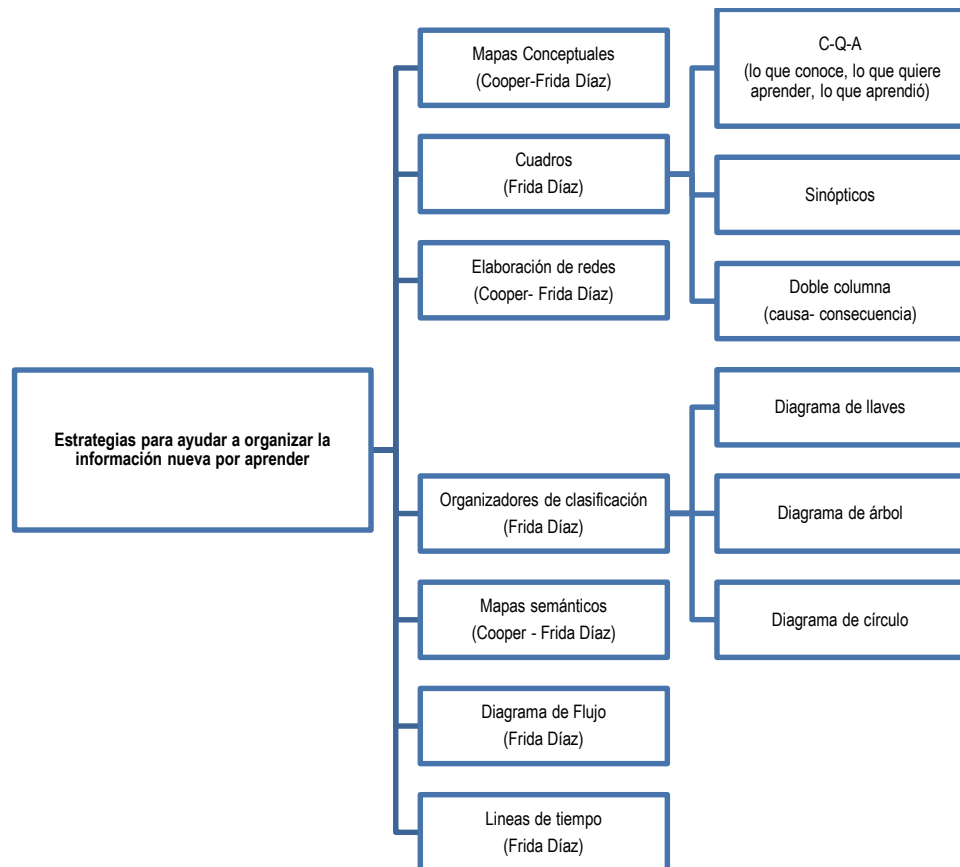 Estrategias para ayudar a organizar la
información nueva por aprender
Mapas Conceptuales
(Cooper-Frida Díaz)
Cuadros
(Frida Díaz)
C-Q-A
(lo que conoce, lo que quiere
aprender, lo que aprendió)
Sinópticos
Doble columna
(causa- consecuencia)
Elaboración de redes
(Cooper- Frida Díaz)
Organizadores de clasificación
(Frida Díaz)
Diagrama de llaves
Diagrama de árbol
Diagrama de círculo
Mapas semánticos
(Cooper - Frida Díaz)
Diagrama de Flujo
(Frida Díaz)
Lineas de tiempo
(Frida Díaz)